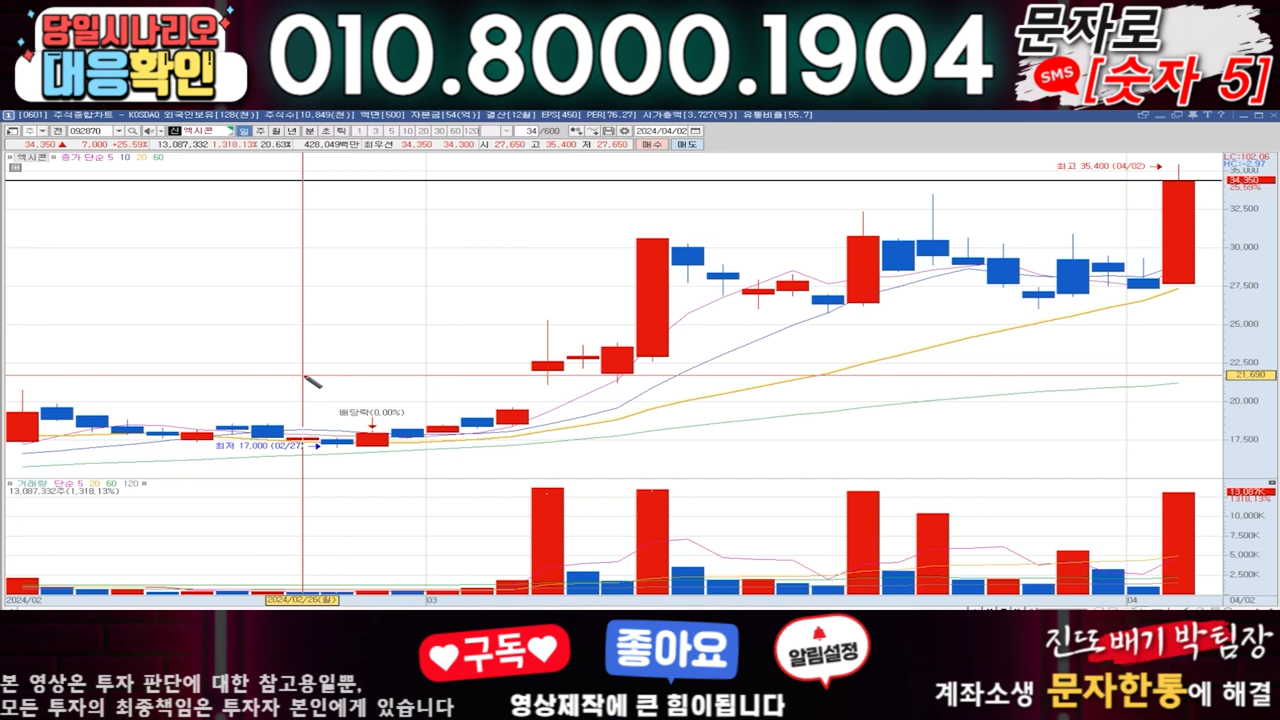 당일시나리오
대응확인
010.8000.1904
문자로
SMS
[숫자 5]
[0601] 주식종합차트 - KOSDAQ 외국인보유[128(천)] 주식수[10,849(천)] 액면[500] 자본금[54(억)] 결산[12월] EPS[450] PER[76.27] 시가총액[3,727(억)] 유통비율[55.7]
주 전 092870 신 엑시콘 일 주 월 년 분 초 틱 1 3 5 10 20 30 60 120 34 /600 2024/04/02
34,350 ▲ 7,000 +25.59% 13,087,332 1,318.13% 20.63% 428,049백만 최우선 34,350 34,300 시 27,650 고 35,400 저 27,650 매수 매도
엑시콘 종가 단순 5 10 20 60
LC:102.06
HC:-2.97
최고 35,400 (04/02)
35,000
34,350
25.59%
32,500
30,000
27,500
25,000
22,500
21,690
20,000
17,500
배당락(0.00%)
최저 17,000 (02/27)
거래량 단순 5 20 60 120
13,087,332주(1,318.13%)
13,087K
1318.13%
10,000K
7,500K
5,000K
2,500K
2024/02
2024/02/26(월)
03
04
04/02
본 영상은 투자 판단에 대한 참고용일뿐,
모든 투자의 최종책임은 투자자 본인에게 있습니다
구독
좋아요
알림설정
영상제작에 큰 힘이됩니다
진또배기 박팀장
계좌소생 문자한통에 해결